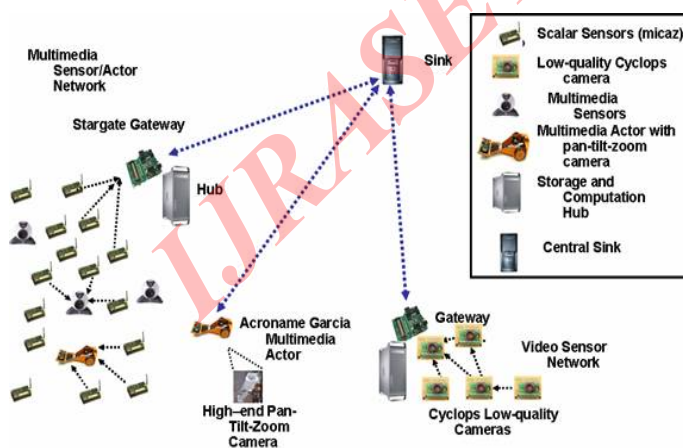 Multimedia
Sensor/Actor
Network
Stargate Gateway
Hub
Sink
Acroname Garcia
Multimedia
Actor
High–end Pan-
Tilt-Zoom
Camera
Gateway
Video Sensor
Network
Cyclops Low-quality
Cameras
Scalar Sensors (micaz)
Low-quality Cyclops
camera
Multimedia
Sensors
Multimedia Actor with
pan-tilt-zoom
camera
Storage and
Computation
Hub
Central Sink
IJRASE